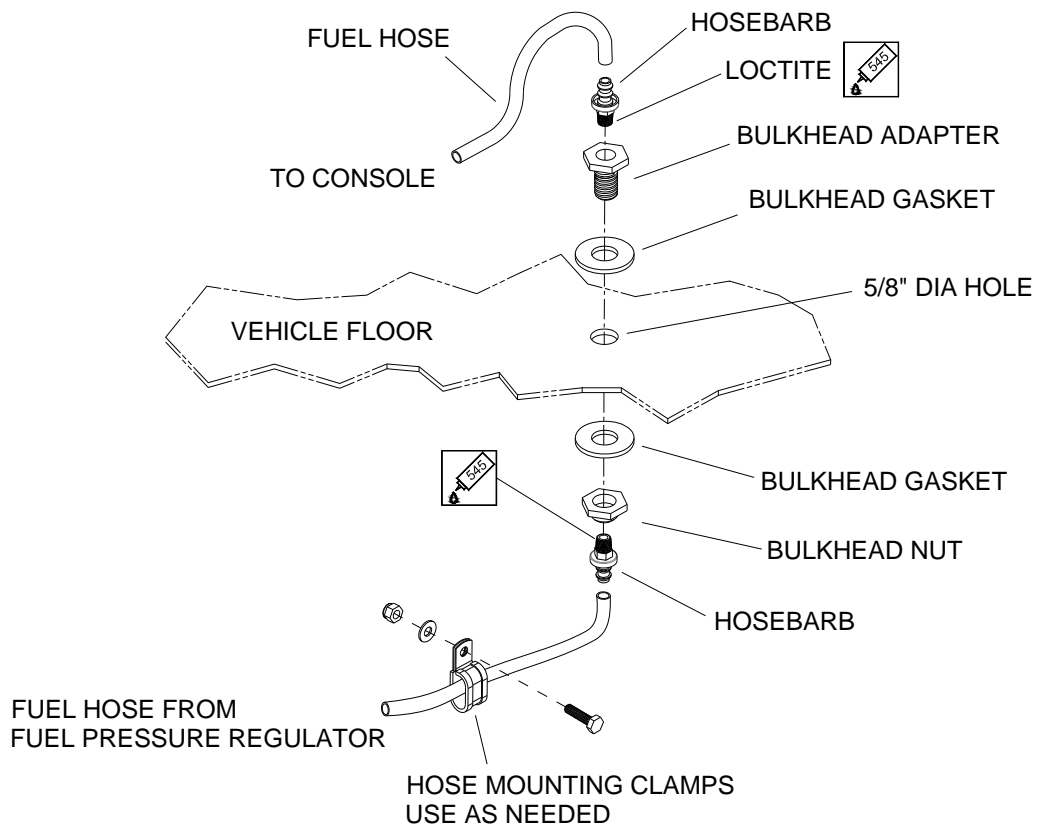 HOSEBARB
FUEL HOSE
LOCTITE
545
BULKHEAD ADAPTER
TO CONSOLE
BULKHEAD GASKET
5/8" DIA HOLE
VEHICLE FLOOR
545
BULKHEAD GASKET
BULKHEAD NUT
HOSEBARB
FUEL HOSE FROM
FUEL PRESSURE REGULATOR
HOSE MOUNTING CLAMPS
USE AS NEEDED